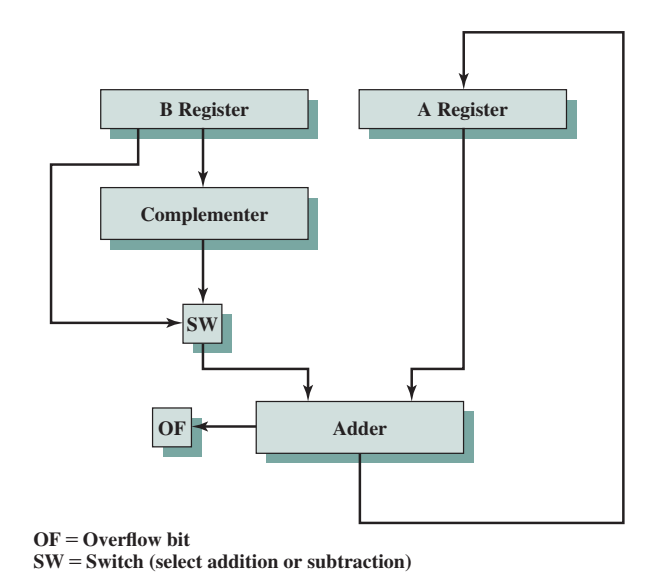 B Register
A Register
Complementer
SW
OF
Adder
OF = Overflow bit
SW = Switch (select addition or subtraction)